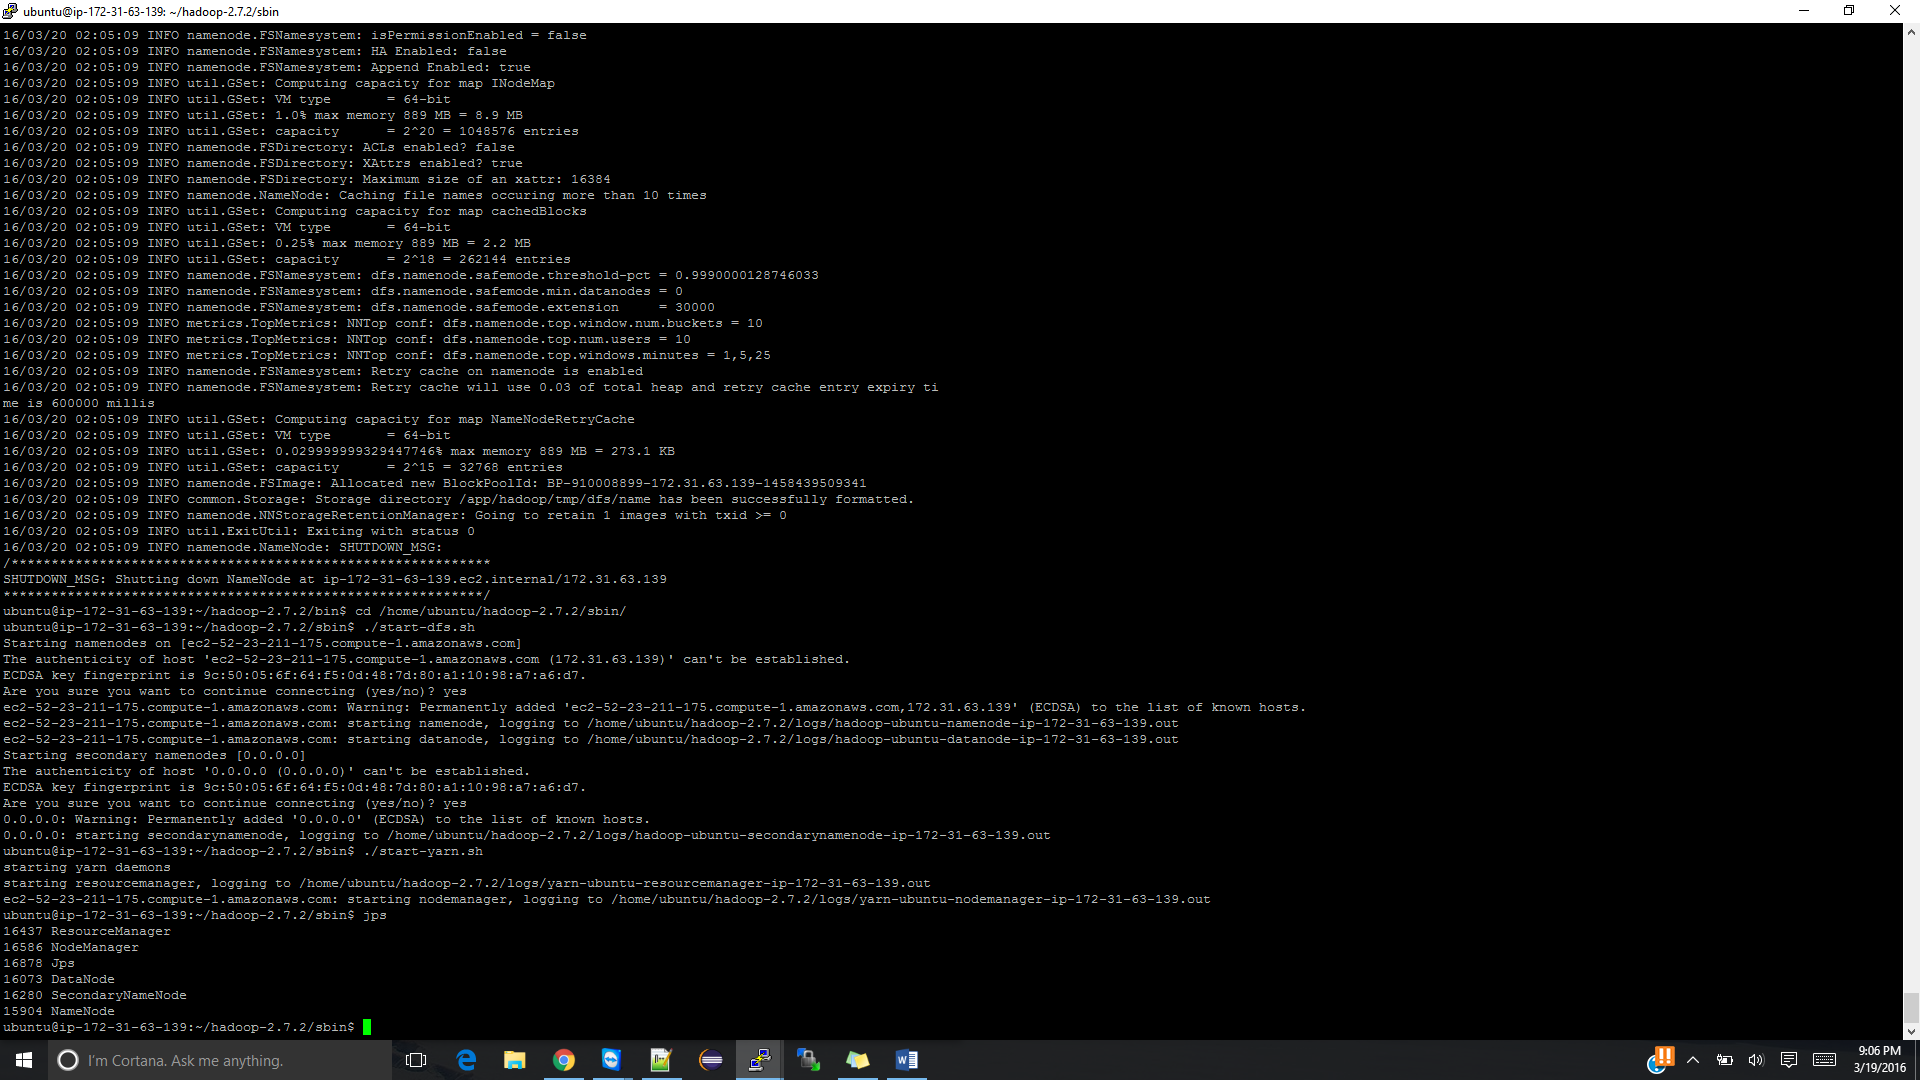 ubuntu@ip-172-31-63-139: ~/hadoop-2.7.2/sbin
16/03/20 02:05:09 INFO namenode.FSNamesystem: isPermissionEnabled = false
16/03/20 02:05:09 INFO namenode.FSNamesystem: HA Enabled: false
16/03/20 02:05:09 INFO namenode.FSNamesystem: Append Enabled: true
16/03/20 02:05:09 INFO util.GSet: Computing capacity for map INodeMap
16/03/20 02:05:09 INFO util.GSet: VM type       = 64-bit
16/03/20 02:05:09 INFO util.GSet: 1.0% max memory 889 MB = 8.9 MB
16/03/20 02:05:09 INFO util.GSet: capacity      = 2^20 = 1048576 entries
16/03/20 02:05:09 INFO namenode.FSDirectory: ACLs enabled? false
16/03/20 02:05:09 INFO namenode.FSDirectory: XAttrs enabled? true
16/03/20 02:05:09 INFO namenode.FSDirectory: Maximum size of an xattr: 16384
16/03/20 02:05:09 INFO namenode.NameNode: Caching file names occuring more than 10 times
16/03/20 02:05:09 INFO util.GSet: Computing capacity for map cachedBlocks
16/03/20 02:05:09 INFO util.GSet: VM type       = 64-bit
16/03/20 02:05:09 INFO util.GSet: 0.25% max memory 889 MB = 2.2 MB
16/03/20 02:05:09 INFO util.GSet: capacity      = 2^18 = 262144 entries
16/03/20 02:05:09 INFO namenode.FSNamesystem: dfs.namenode.safemode.threshold-pct = 0.9990000128746033
16/03/20 02:05:09 INFO namenode.FSNamesystem: dfs.namenode.safemode.min.datanodes = 0
16/03/20 02:05:09 INFO namenode.FSNamesystem: dfs.namenode.safemode.extension     = 30000
16/03/20 02:05:09 INFO metrics.TopMetrics: NNTop conf: dfs.namenode.top.window.num.buckets = 10
16/03/20 02:05:09 INFO metrics.TopMetrics: NNTop conf: dfs.namenode.top.num.users = 10
16/03/20 02:05:09 INFO metrics.TopMetrics: NNTop conf: dfs.namenode.top.windows.minutes = 1,5,25
16/03/20 02:05:09 INFO namenode.FSNamesystem: Retry cache on namenode is enabled
16/03/20 02:05:09 INFO namenode.FSNamesystem: Retry cache will use 0.03 of total heap and retry cache entry expiry ti
me is 600000 millis
16/03/20 02:05:09 INFO util.GSet: Computing capacity for map NameNodeRetryCache
16/03/20 02:05:09 INFO util.GSet: VM type       = 64-bit
16/03/20 02:05:09 INFO util.GSet: 0.029999999329447746% max memory 889 MB = 273.1 KB
16/03/20 02:05:09 INFO util.GSet: capacity      = 2^15 = 32768 entries
16/03/20 02:05:09 INFO namenode.FSImage: Allocated new BlockPoolId: BP-910008899-172.31.63.139-1458439509341
16/03/20 02:05:09 INFO common.Storage: Storage directory /app/hadoop/tmp/dfs/name has been successfully formatted.
16/03/20 02:05:09 INFO namenode.NNStorageRetentionManager: Going to retain 1 images with txid >= 0
16/03/20 02:05:09 INFO util.ExitUtil: Exiting with status 0
16/03/20 02:05:09 INFO namenode.NameNode: SHUTDOWN_MSG:
/************************************************************
SHUTDOWN_MSG: Shutting down NameNode at ip-172-31-63-139.ec2.internal/172.31.63.139
************************************************************/
ubuntu@ip-172-31-63-139:~/hadoop-2.7.2/bin$ cd /home/ubuntu/hadoop-2.7.2/sbin/
ubuntu@ip-172-31-63-139:~/hadoop-2.7.2/sbin$ ./start-dfs.sh
Starting namenodes on [ec2-52-23-211-175.compute-1.amazonaws.com]
The authenticity of host 'ec2-52-23-211-175.compute-1.amazonaws.com (172.31.63.139)' can't be established.
ECDSA key fingerprint is 9c:50:05:6f:64:f5:0d:48:7d:80:a1:10:98:a7:a6:d7.
Are you sure you want to continue connecting (yes/no)? yes
ec2-52-23-211-175.compute-1.amazonaws.com: Warning: Permanently added 'ec2-52-23-211-175.compute-1.amazonaws.com,172.31.63.139' (ECDSA) to the list of known hosts.
ec2-52-23-211-175.compute-1.amazonaws.com: starting namenode, logging to /home/ubuntu/hadoop-2.7.2/logs/hadoop-ubuntu-namenode-ip-172-31-63-139.out
ec2-52-23-211-175.compute-1.amazonaws.com: starting datanode, logging to /home/ubuntu/hadoop-2.7.2/logs/hadoop-ubuntu-datanode-ip-172-31-63-139.out
Starting secondary namenodes [0.0.0.0]
The authenticity of host '0.0.0.0 (0.0.0.0)' can't be established.
ECDSA key fingerprint is 9c:50:05:6f:64:f5:0d:48:7d:80:a1:10:98:a7:a6:d7.
Are you sure you want to continue connecting (yes/no)? yes
0.0.0.0: Warning: Permanently added '0.0.0.0' (ECDSA) to the list of known hosts.
0.0.0.0: starting secondarynamenode, logging to /home/ubuntu/hadoop-2.7.2/logs/hadoop-ubuntu-secondarynamenode-ip-172-31-63-139.out
ubuntu@ip-172-31-63-139:~/hadoop-2.7.2/sbin$ ./start-yarn.sh
starting yarn daemons
starting resourcemanager, logging to /home/ubuntu/hadoop-2.7.2/logs/yarn-ubuntu-resourcemanager-ip-172-31-63-139.out
ec2-52-23-211-175.compute-1.amazonaws.com: starting nodemanager, logging to /home/ubuntu/hadoop-2.7.2/logs/yarn-ubuntu-nodemanager-ip-172-31-63-139.out
ubuntu@ip-172-31-63-139:~/hadoop-2.7.2/sbin$ jps
16437 ResourceManager
16586 NodeManager
16878 Jps
16073 DataNode
16280 SecondaryNameNode
15904 NameNode
ubuntu@ip-172-31-63-139:~/hadoop-2.7.2/sbin$
I'm Cortana. Ask me anything.
9:06 PM
3/19/2016